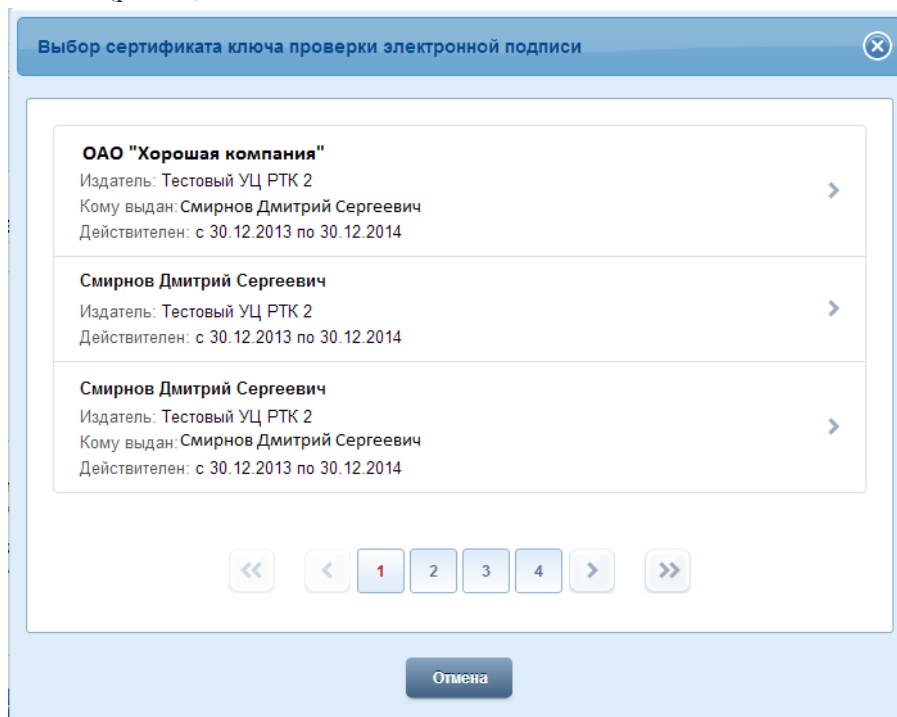 Выбор сертификата ключа проверки электронной подписи
ОАО "Хорошая компания"
Издатель: Тестовый УЦ РТК 2
Кому выдан: Смирнов Дмитрий Сергеевич
Действителен: с 30.12.2013 по 30.12.2014
Смирнов Дмитрий Сергеевич
Издатель: Тестовый УЦ РТК 2
Действителен: с 30.12.2013 по 30.12.2014
Смирнов Дмитрий Сергеевич
Издатель: Тестовый УЦ РТК 2
Кому выдан: Смирнов Дмитрий Сергеевич
Действителен: с 30.12.2013 по 30.12.2014
1 2 3 4
Отмена